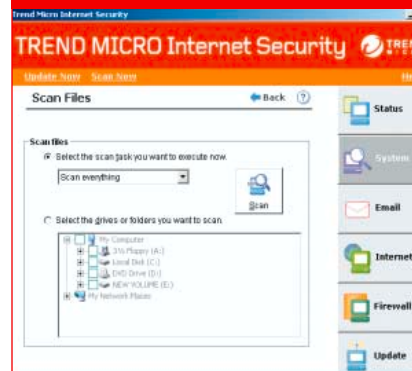 Trend Micro Internet Security
TREND MICRO Internet Security
Update Now Scan Now
Scan Files
Back ?
Status
Scan files
Select the scan task you want to execute now.
Scan everything
Scan
System
Select the drives or folders you want to scan.
My Computer
3½ Floppy (A:)
Local Disk (C:)
DVD Drive (D:)
NEW VOLUME (E:)
My Network Places
Email
Internet
Firewall
Update